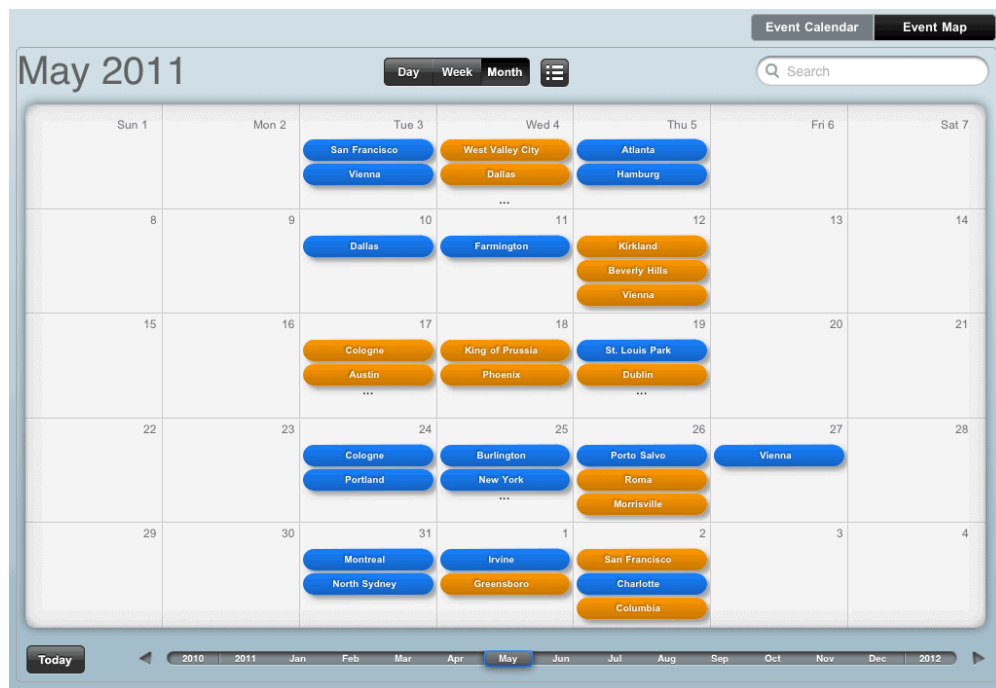 Event Calendar Event Map
May 2011 Day Week Month Search
Sun 1 Mon 2 Tue 3 Wed 4 Thu 5 Fri 6 Sat 7
San Francisco West Valley City Atlanta
Vienna Dallas Hamburg
...
8 9 10 11 12 13 14
Dallas Farmington Kirkland
Beverly Hills
Vienna
15 16 17 18 19 20 21
Cologne King of Prussia St. Louis Park
Austin Phoenix Dublin
... ...
22 23 24 25 26 27 28
Cologne Burlington Porto Salvo Vienna
Portland New York Roma
... Morrisville
29 30 31 1 2 3 4
Montreal Irvine San Francisco
North Sydney Greensboro Charlotte
Columbia
Today 2010 2011 Jan Feb Mar Apr May Jun Jul Aug Sep Oct Nov Dec 2012